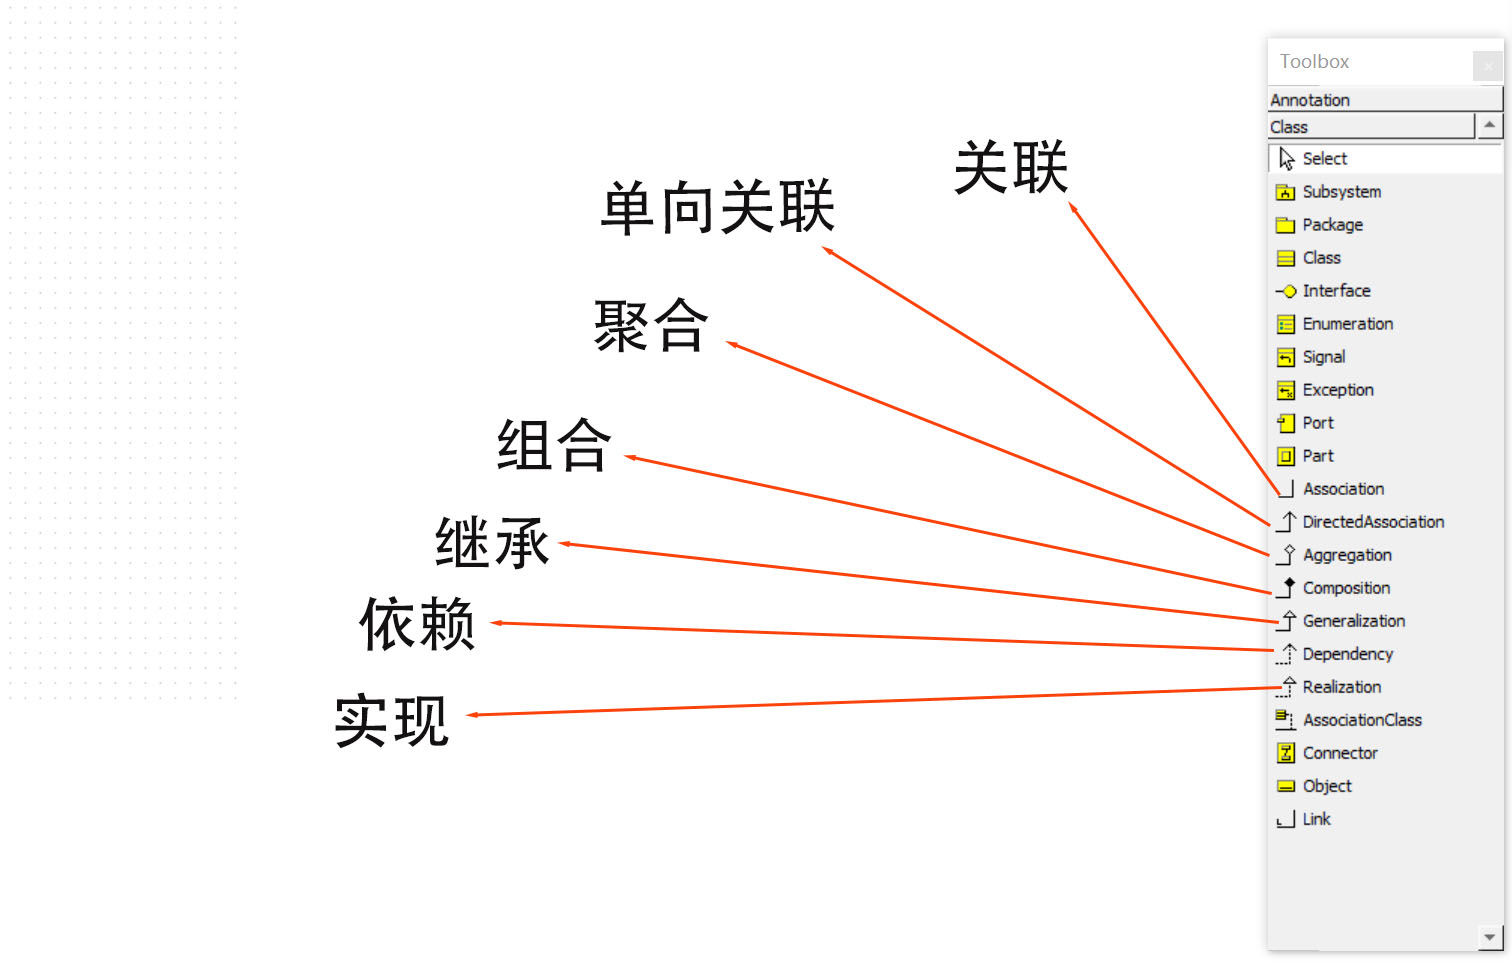 关联
单向关联
聚合
组合
继承
依赖
实现
Toolbox
Annotation
Class
Select
Subsystem
Package
Class
Interface
Enumeration
Signal
Exception
Port
Part
Association
DirectedAssociation
Aggregation
Composition
Generalization
Dependency
Realization
AssociationClass
Connector
Object
Link